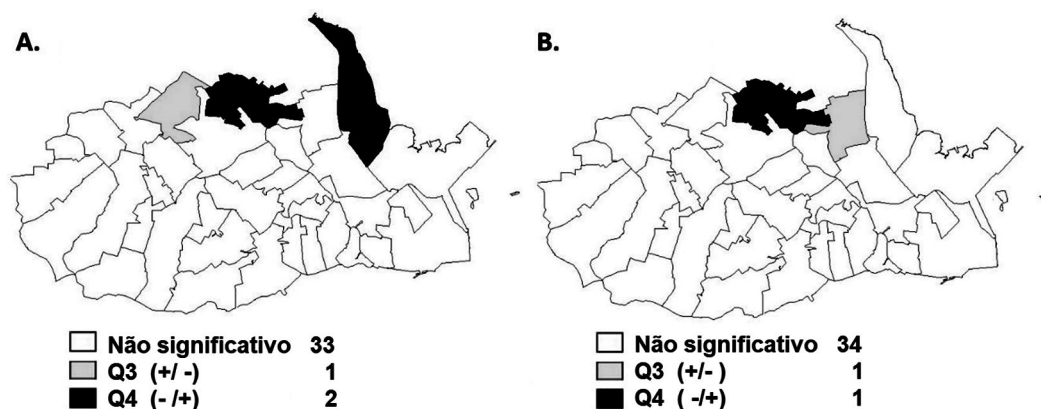 A.
B.
Não significativo 33
Q3 (+/ -) 1
Q4 (- /+) 2
Não significativo 34
Q3 (+/- ) 1
Q4 ( -/+) 1